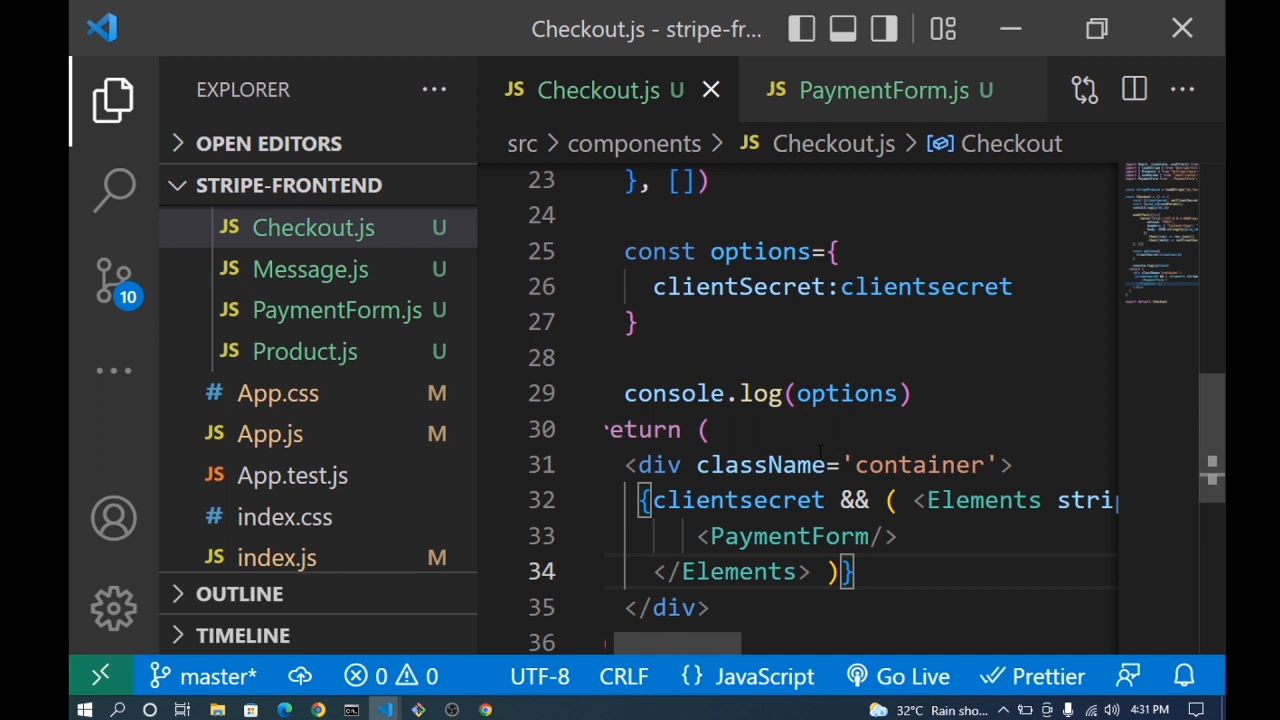 Checkout.js - stripe-fr...
EXPLORER
OPEN EDITORS
STRIPE-FRONTEND
JS Checkout.js U
JS Message.js U
JS PaymentForm.js U
JS Product.js U
# App.css M
JS App.js M
JS App.test.js
# index.css
JS index.js M
OUTLINE
TIMELINE
10
JS Checkout.js U
JS PaymentForm.js U
src > components > JS Checkout.js > Checkout
23 }, [])
24
25 const options={
26 clientSecret:clientsecret
27 }
28
29 console.log(options)
30 eturn (
31 <div className='container'>
32 {clientsecret && ( <Elements strip
33 <PaymentForm/>
34 </Elements> )}
35 </div>
36
master* 0 0 UTF-8 CRLF {} JavaScript Go Live Prettier
32°C Rain sho... 4:31 PM